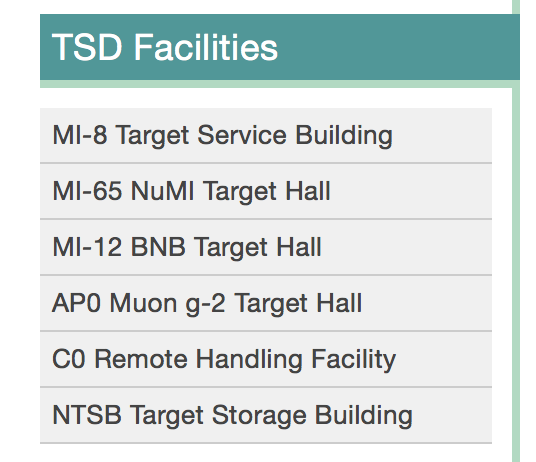 TSD Facilities
MI-8 Target Service Building
MI-65 NuMI Target Hall
MI-12 BNB Target Hall
AP0 Muon g-2 Target Hall
C0 Remote Handling Facility
NTSB Target Storage Building